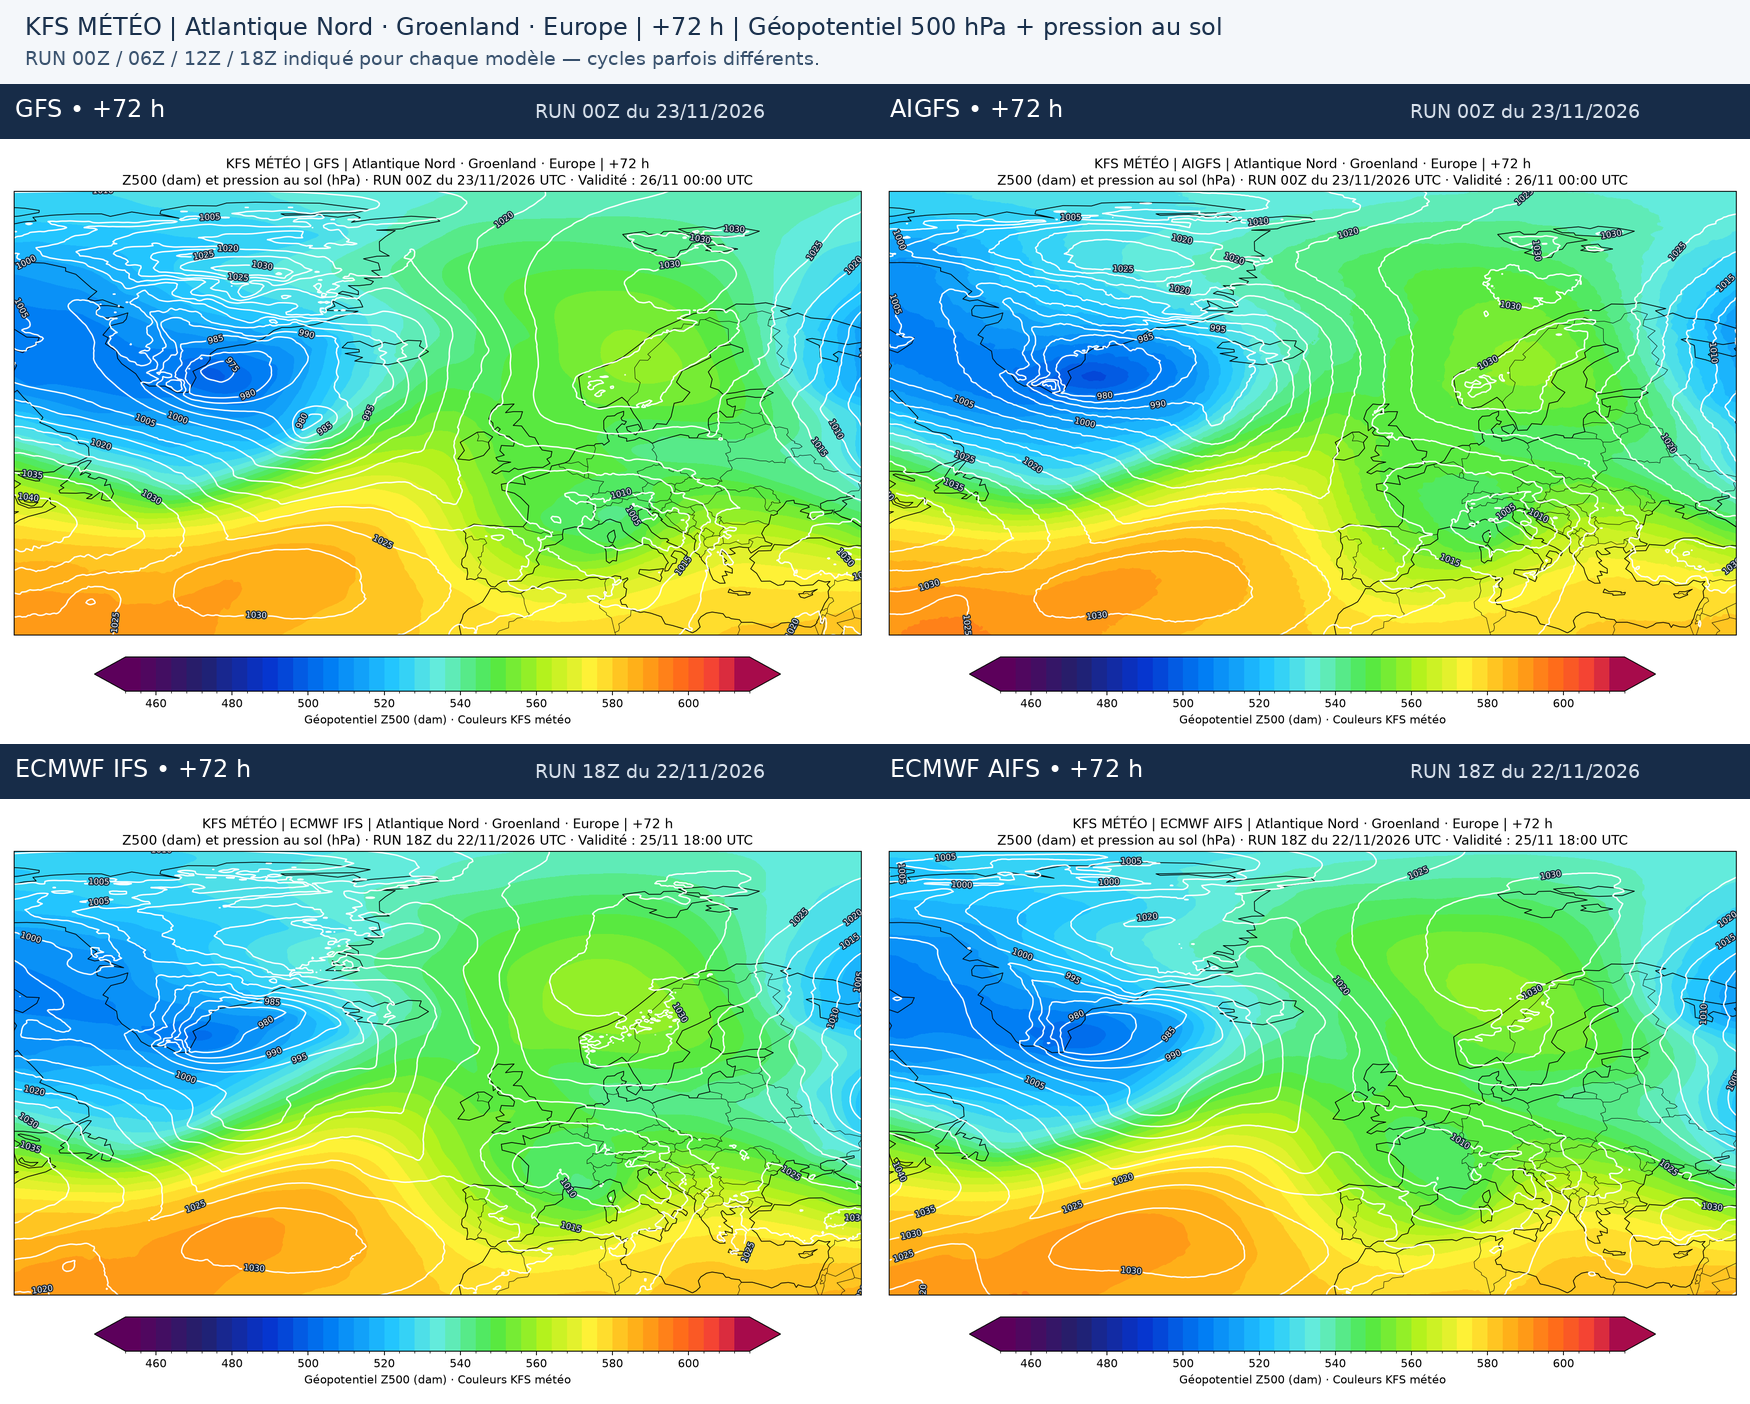 KFS MÉTÉO | Atlantique Nord · Groenland · Europe | +72 h | Géopotentiel 500 hPa + pression au sol
RUN 00Z / 06Z / 12Z / 18Z indiqué pour chaque modèle — cycles parfois différents.
GFS • +72 h
RUN 00Z du 23/11/2026
AIGFS • +72 h
RUN 00Z du 23/11/2026
KFS MÉTÉO | GFS | Atlantique Nord · Groenland · Europe | +72 h
Z500 (dam) et pression au sol (hPa) · RUN 00Z du 23/11/2026 UTC · Validité : 26/11 00:00 UTC
KFS MÉTÉO | AIGFS | Atlantique Nord · Groenland · Europe | +72 h
Z500 (dam) et pression au sol (hPa) · RUN 00Z du 23/11/2026 UTC · Validité : 26/11 00:00 UTC
460 480 500 520 540 560 580 600
Géopotentiel Z500 (dam) · Couleurs KFS météo
460 480 500 520 540 560 580 600
Géopotentiel Z500 (dam) · Couleurs KFS météo
ECMWF IFS • +72 h
RUN 18Z du 22/11/2026
ECMWF AIFS • +72 h
RUN 18Z du 22/11/2026
KFS MÉTÉO | ECMWF IFS | Atlantique Nord · Groenland · Europe | +72 h
Z500 (dam) et pression au sol (hPa) · RUN 18Z du 22/11/2026 UTC · Validité : 25/11 18:00 UTC
KFS MÉTÉO | ECMWF AIFS | Atlantique Nord · Groenland · Europe | +72 h
Z500 (dam) et pression au sol (hPa) · RUN 18Z du 22/11/2026 UTC · Validité : 25/11 18:00 UTC
460 480 500 520 540 560 580 600
Géopotentiel Z500 (dam) · Couleurs KFS météo
460 480 500 520 540 560 580 600
Géopotentiel Z500 (dam) · Couleurs KFS météo